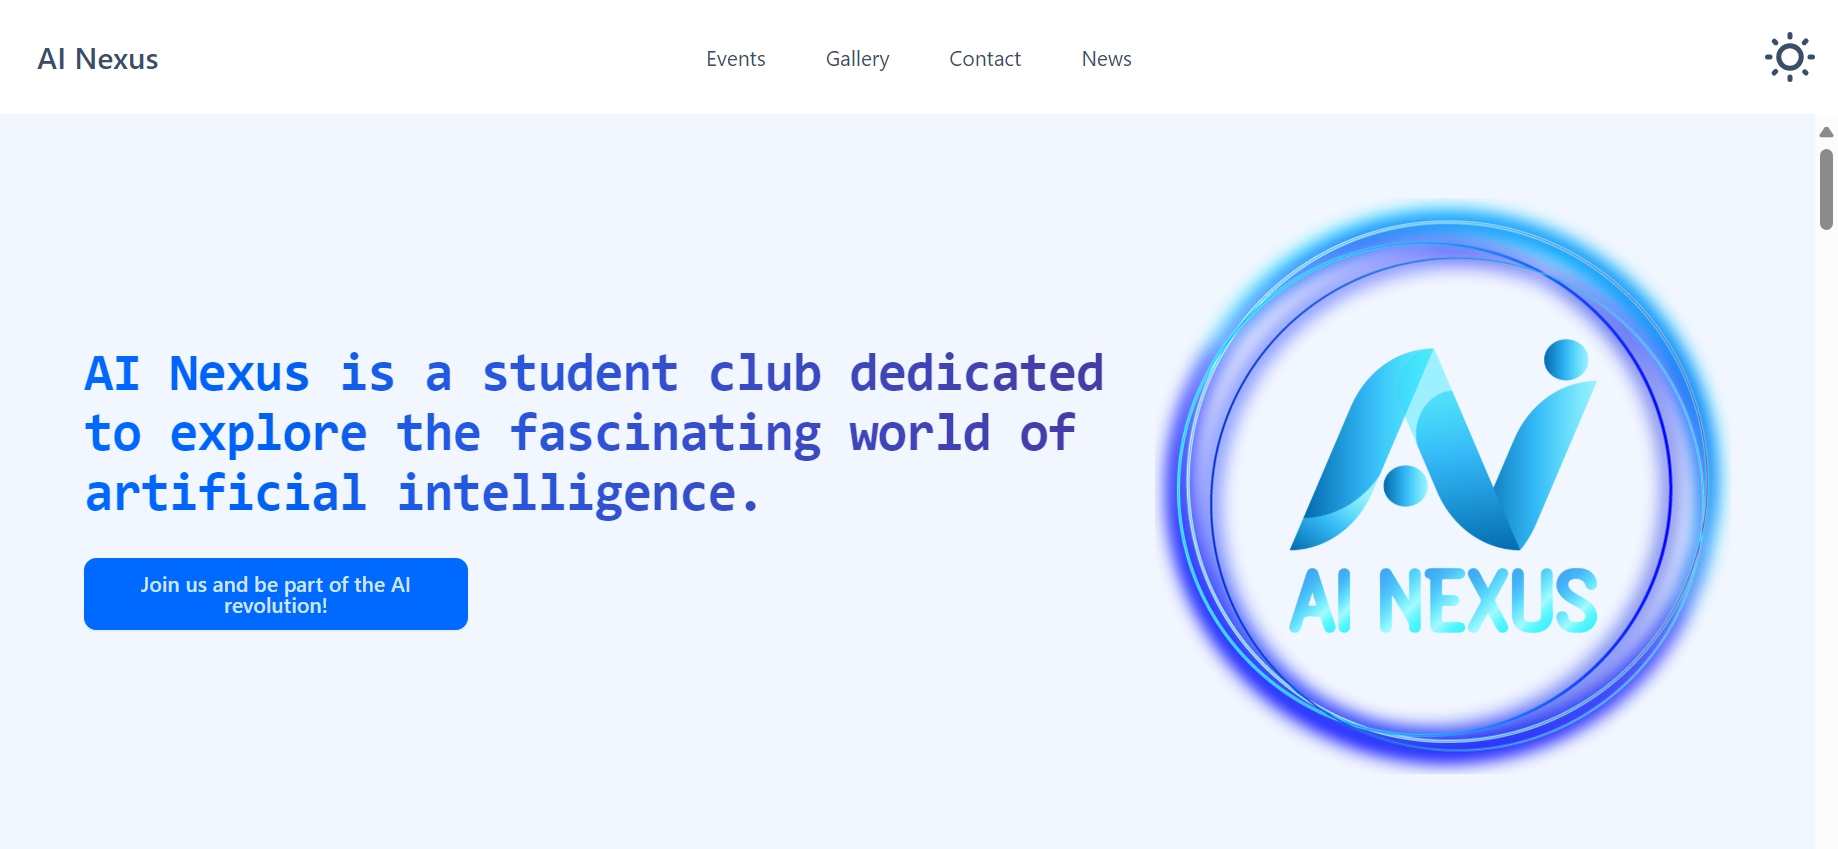 AI Nexus
Events
Gallery
Contact
News
AI Nexus is a student club dedicated
to explore the fascinating world of
artificial intelligence.
Join us and be part of the AI
revolution!
Ai
AI NEXUS